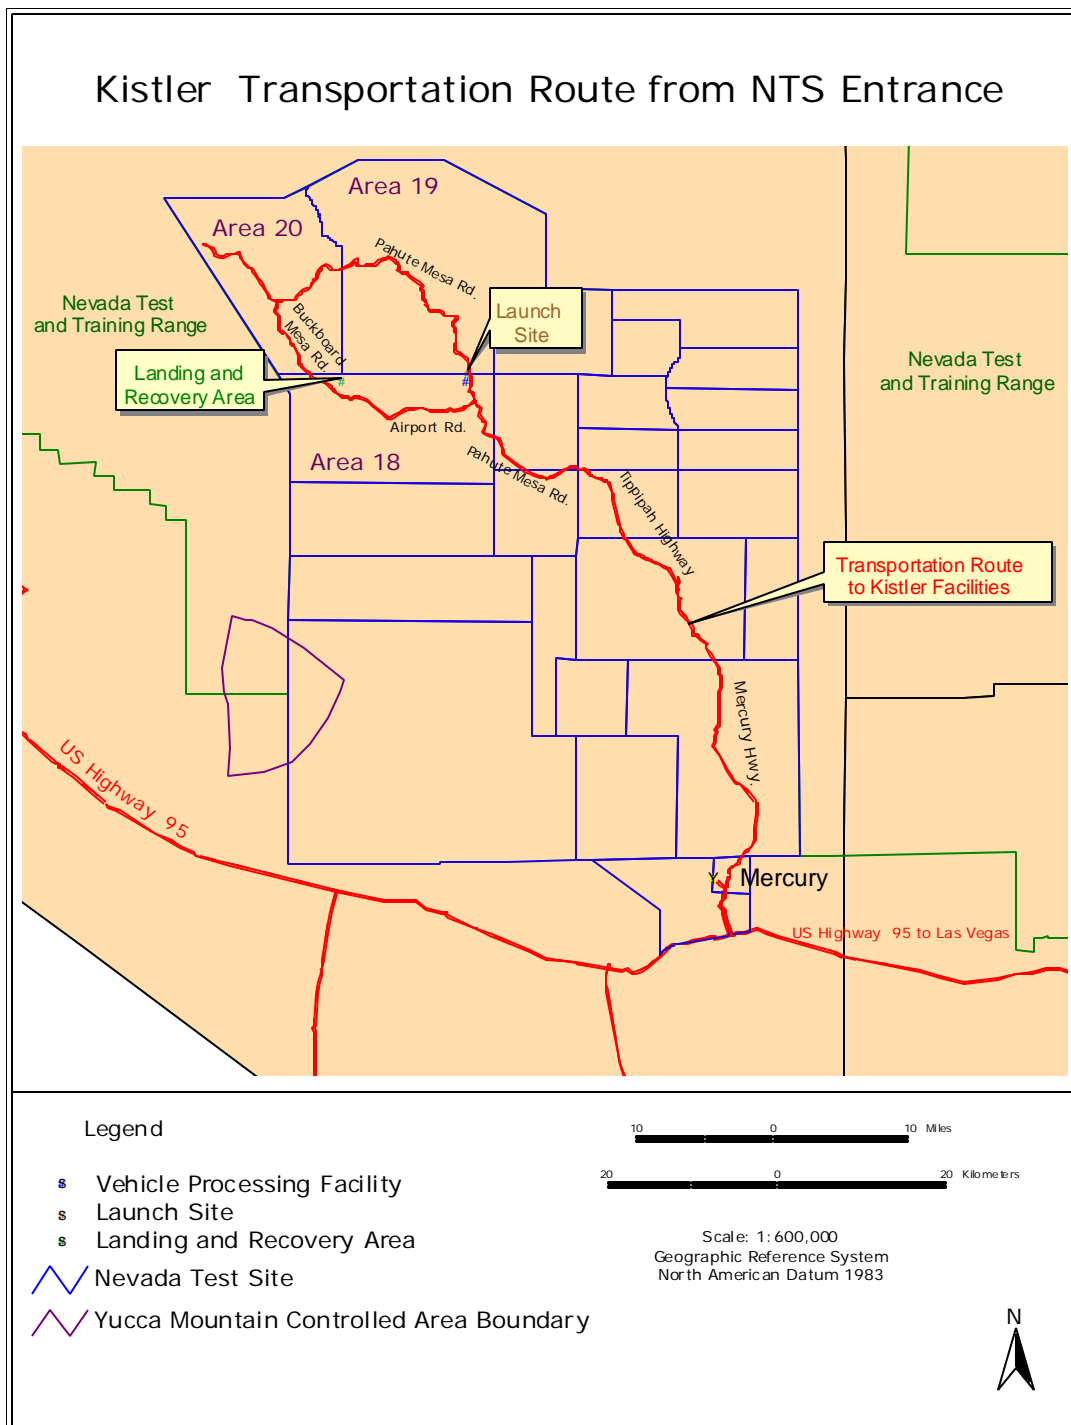 Kistler Transportation Route from NTS Entrance
Area 19
Area 20
Pahute Mesa Rd.
Nevada Test
and Training Range
Buckboard
Mesa Rd.
Launch
Site
Nevada Test
and Training Range
Landing and
Recovery Area
Airport Rd.
Area 18
Pahute Mesa Rd.
Tippipah Highway
Transportation Route
to Kistler Facilities
Mercury Hwy.
US Highway 95
Mercury
US Highway 95 to Las Vegas
Legend
Vehicle Processing Facility
Launch Site
Landing and Recovery Area
Nevada Test Site
Yucca Mountain Controlled Area Boundary
10 0 10 Miles
20 0 20 Kilometers
Scale: 1:600,000
Geographic Reference System
North American Datum 1983
N